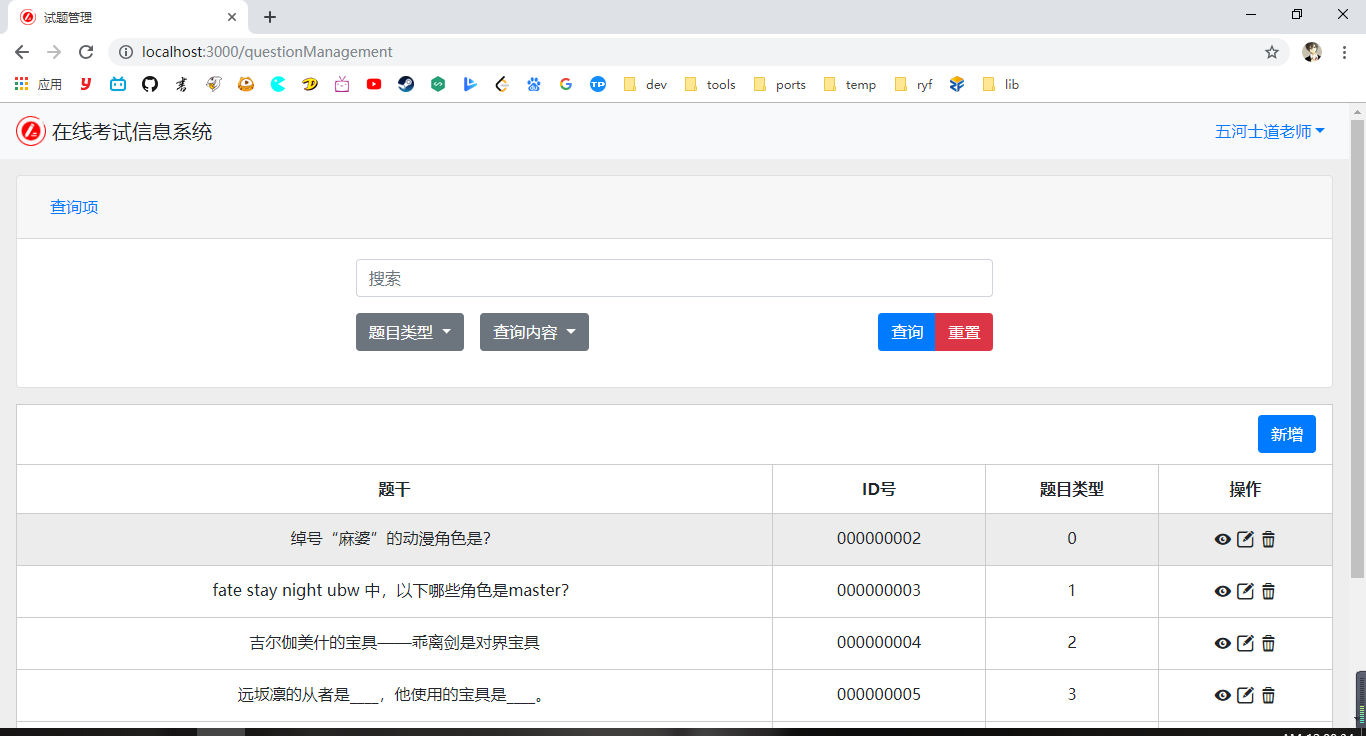 试题管理
localhost:3000/questionManagement
应用 dev tools ports temp ryf lib
在线考试信息系统 五河士道老师
查询项
搜索
题目类型 查询内容 查询 重置
新增
题干 ID号 题目类型 操作
绰号“麻婆”的动漫角色是? 000000002 0
fate stay night ubw 中，以下哪些角色是master? 000000003 1
吉尔伽美什的宝具——乖离剑是对界宝具 000000004 2
远坂凛的从者是____，他使用的宝具是____。 000000005 3